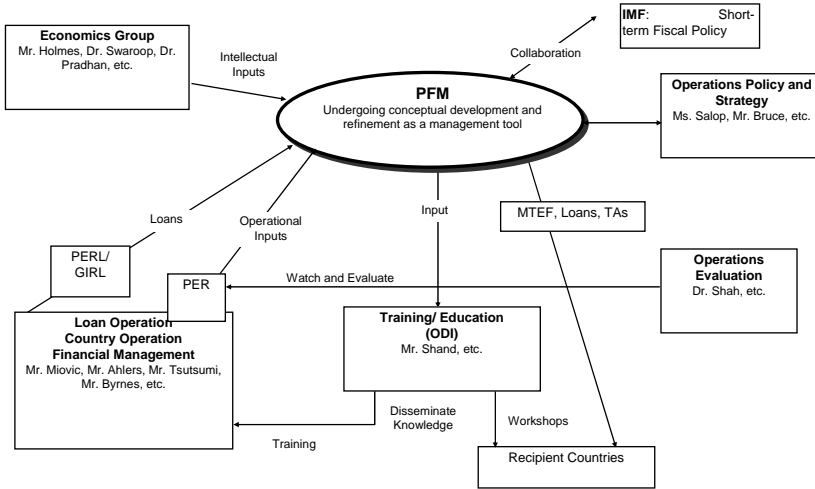 Economics Group
Mr. Holmes, Dr. Swaroop, Dr.
Pradhan, etc.
Intellectual
Inputs
IMF: Short-
term Fiscal Policy
Collaboration
PFM
Undergoing conceptual development and
refinement as a management tool
Operations Policy and
Strategy
Ms. Salop, Mr. Bruce, etc.
Loans
Operational
Inputs
Input
MTEF, Loans, TAs
PERL/
GIRL
PER
Watch and Evaluate
Operations
Evaluation
Dr. Shah, etc.
Loan Operation
Country Operation
Financial Management
Mr. Miovic, Mr. Ahlers, Mr. Tsutsumi,
Mr. Byrnes, etc.
Training/ Education
(ODI)
Mr. Shand, etc.
Disseminate
Knowledge
Workshops
Training
Recipient Countries